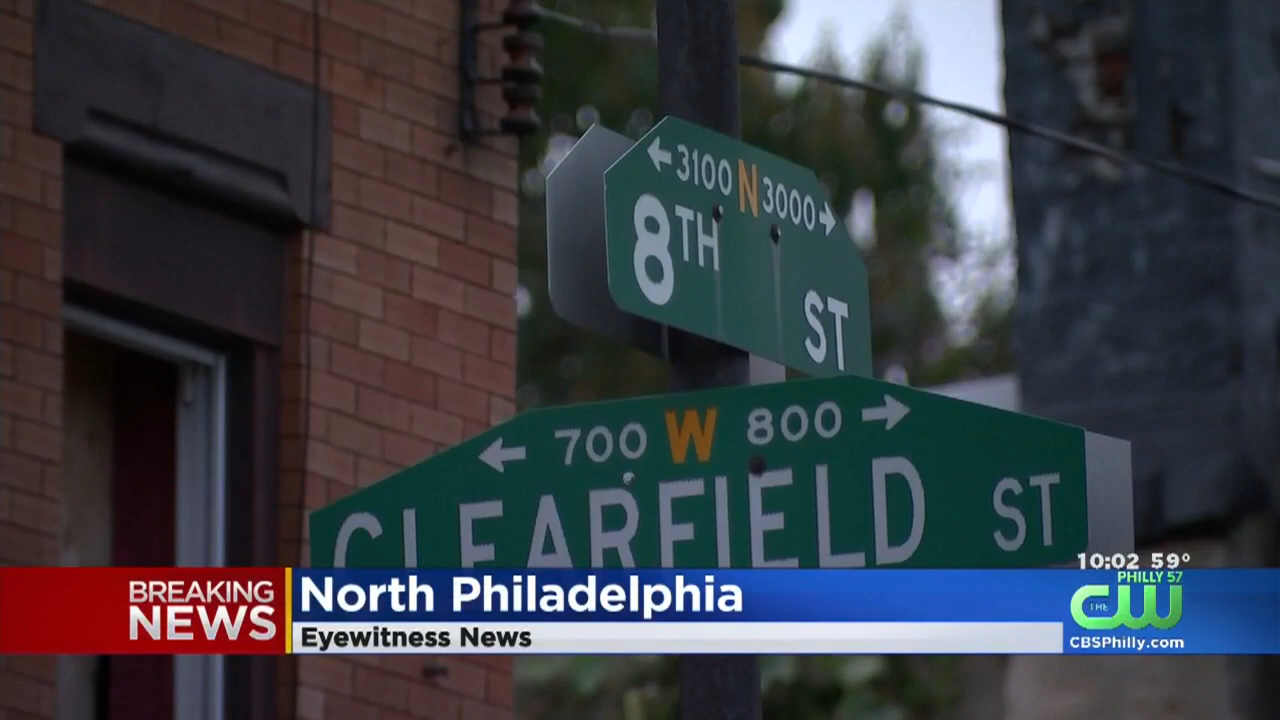 ← 3100 N 3000 →
8TH
ST
← 700 W 800 →
CLEARFIELD ST
10:02 59°
BREAKING
NEWS
North Philadelphia
Eyewitness News
PHILLY 57
THE CW
CBSPhilly.com